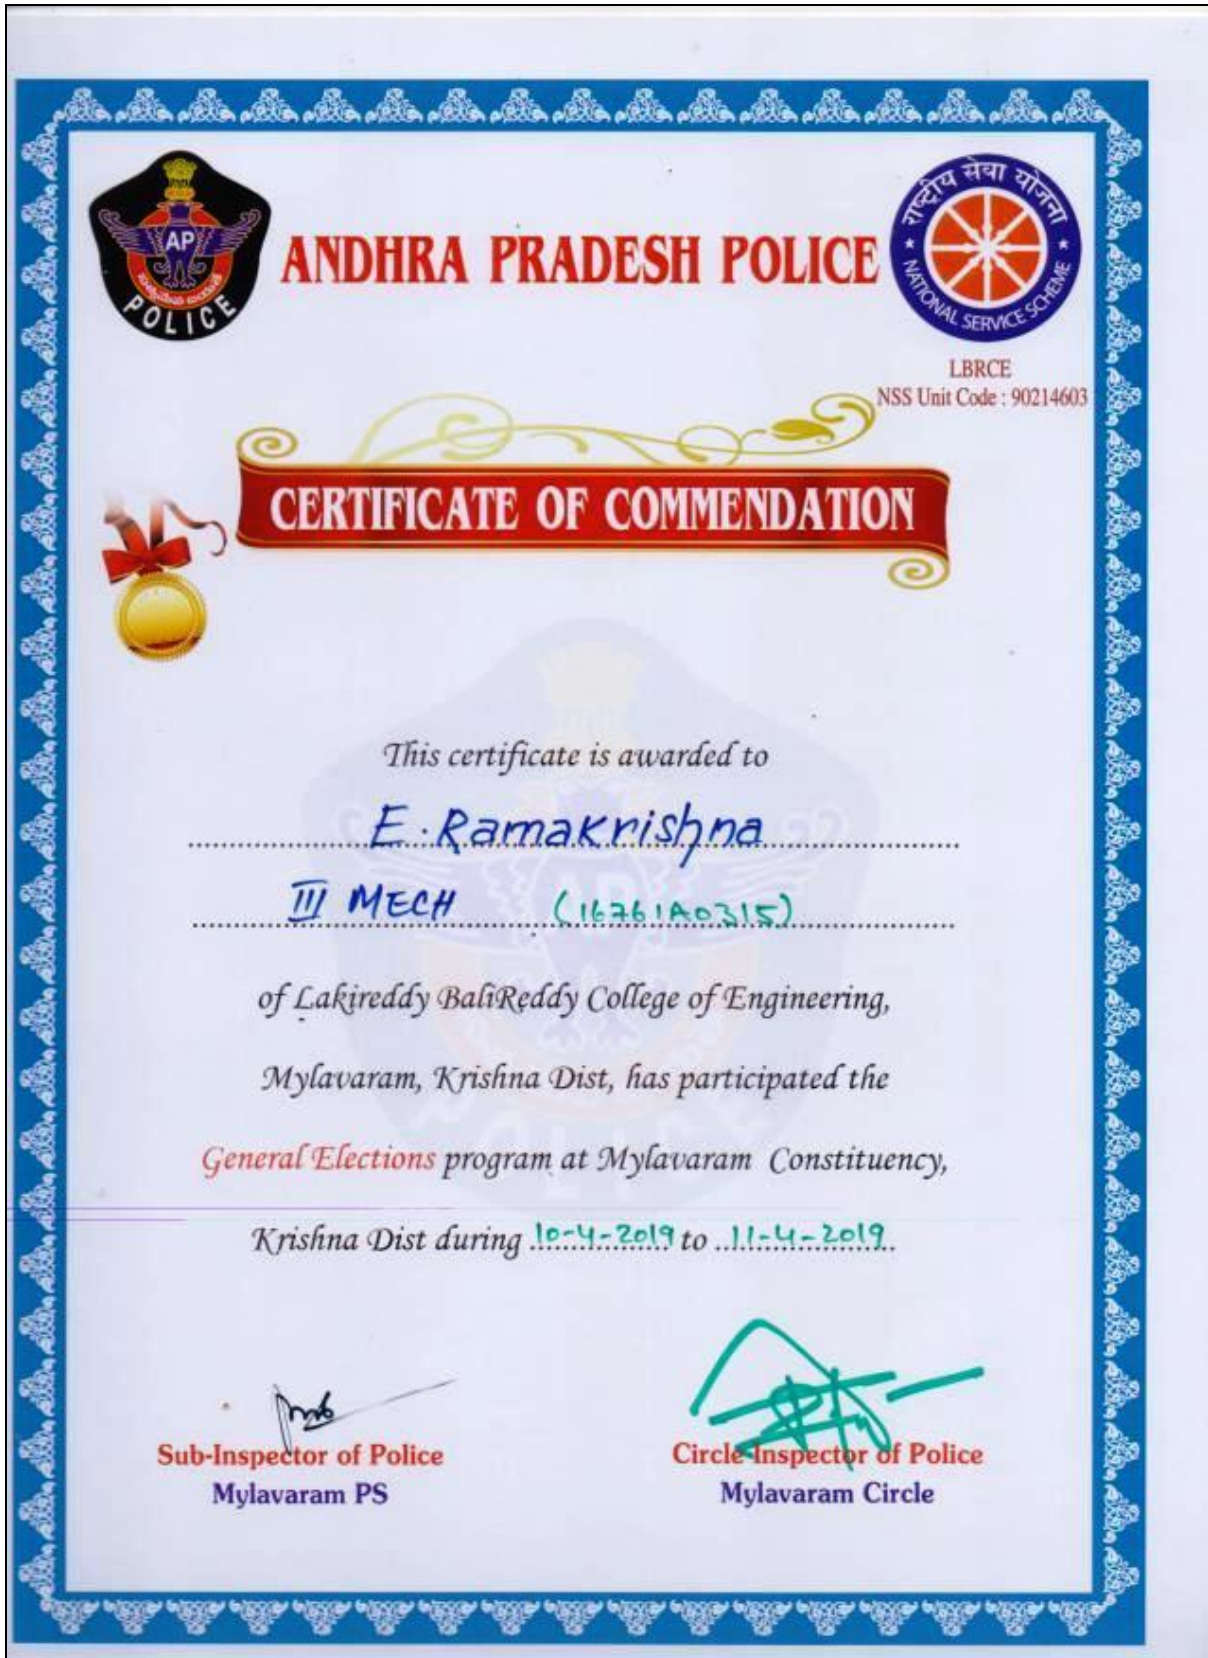 AP
POLICE
ANDHRA PRADESH POLICE
राष्ट्रीय सेवा योजना
NATIONAL SERVICE SCHEME
LBRCE
NSS Unit Code : 90214603
CERTIFICATE OF COMMENDATION
This certificate is awarded to
E. Ramakrishna
III MECH (16761A0315)
of Lakireddy BaliReddy College of Engineering,
Mylavaram, Krishna Dist, has participated the
General Elections program at Mylavaram Constituency,
Krishna Dist during 10-4-2019 to 11-4-2019
Sub-Inspector of Police
Mylavaram PS
Circle Inspector of Police
Mylavaram Circle